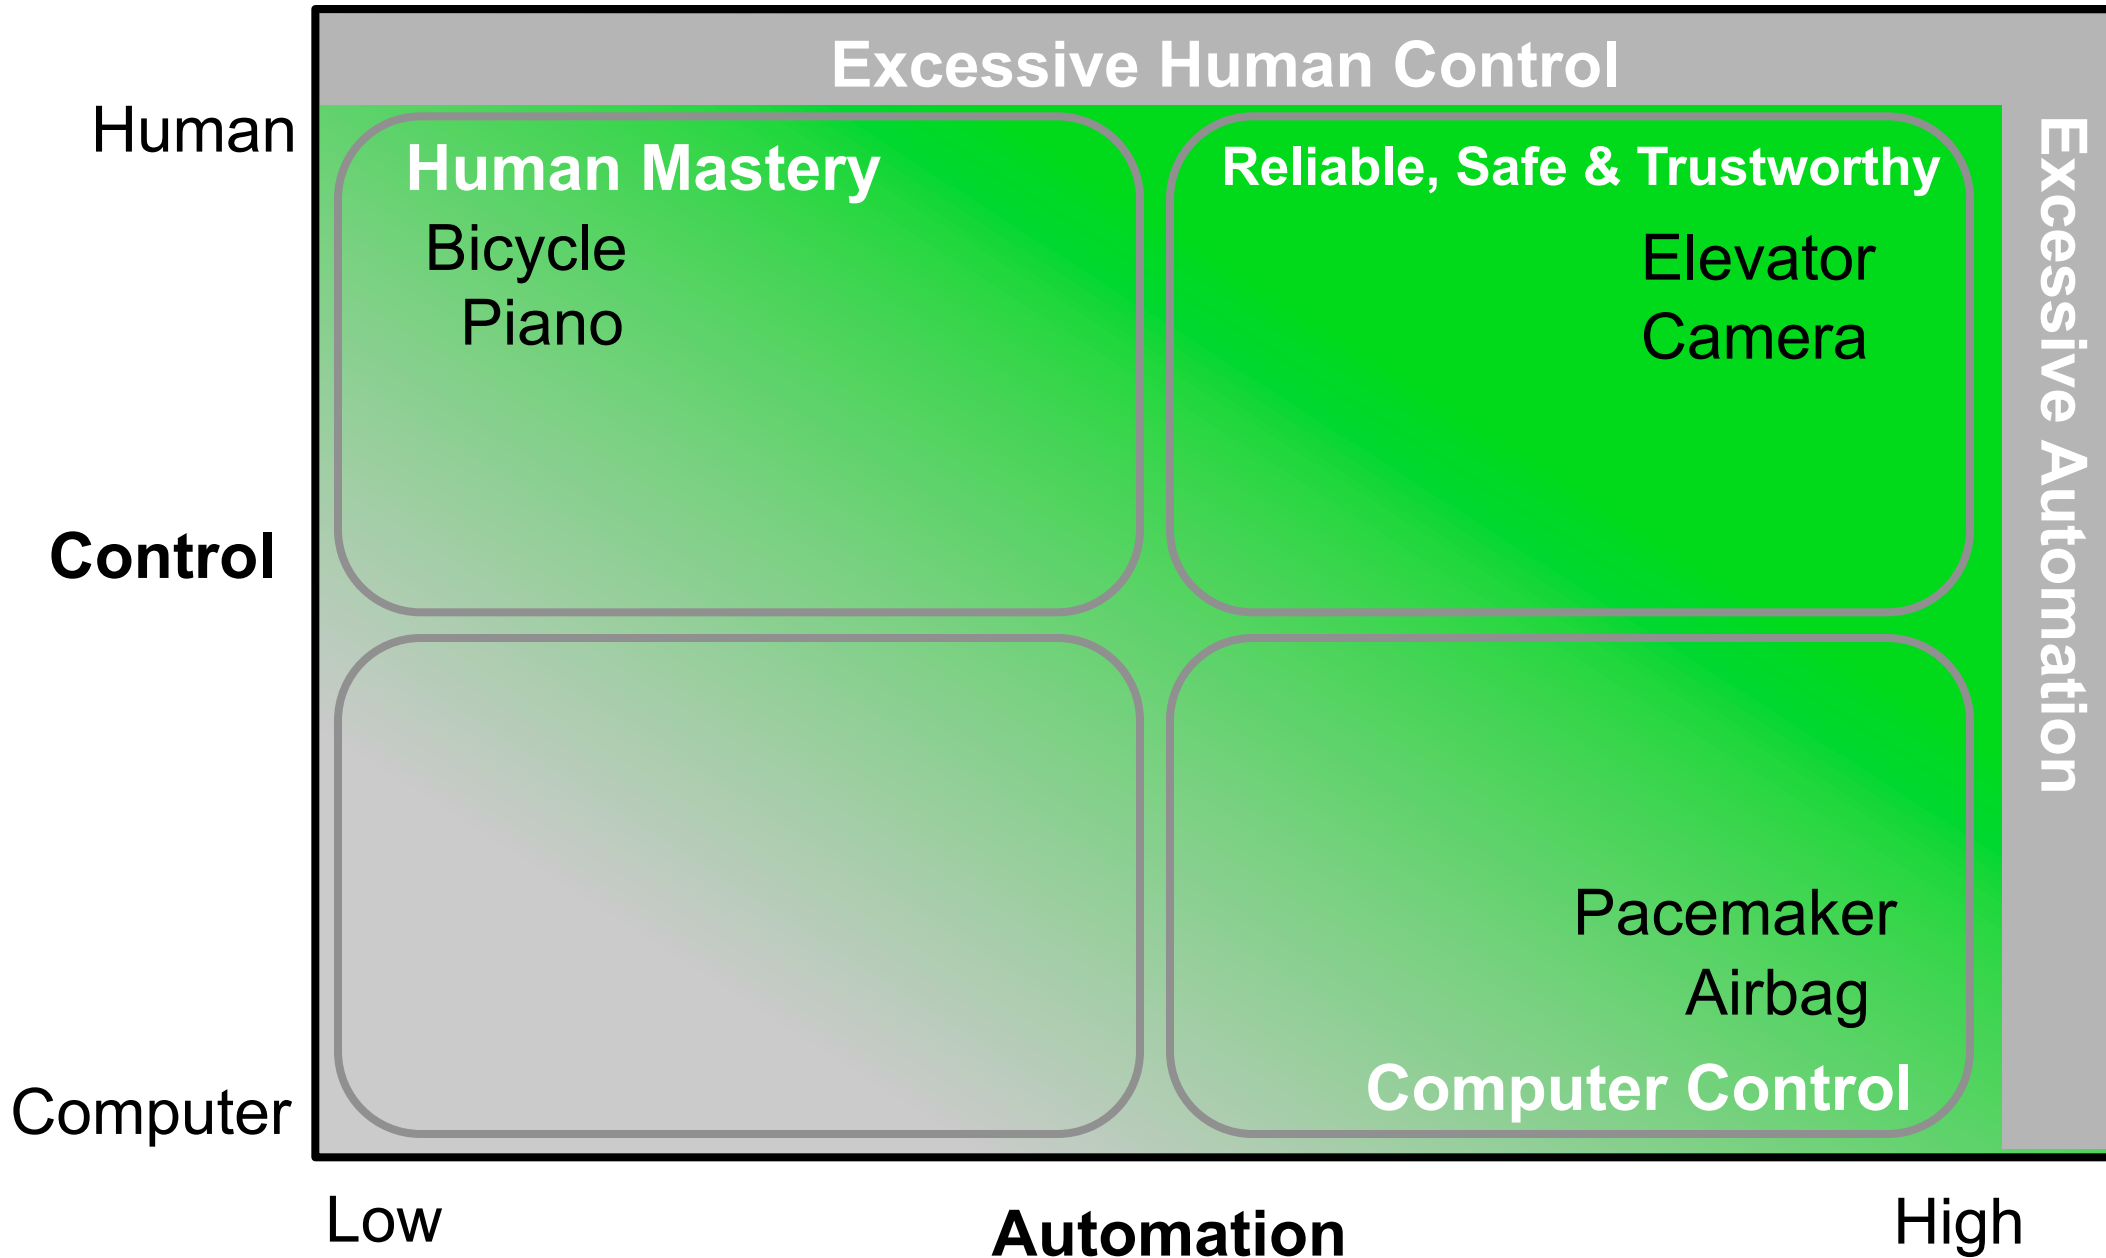 Excessive Human Control
Excessive Automation
Human
Human Mastery
Bicycle
Piano
Reliable, Safe & Trustworthy
Elevator
Camera
Control
Pacemaker
Airbag
Computer Control
Computer
Low
Automation
High